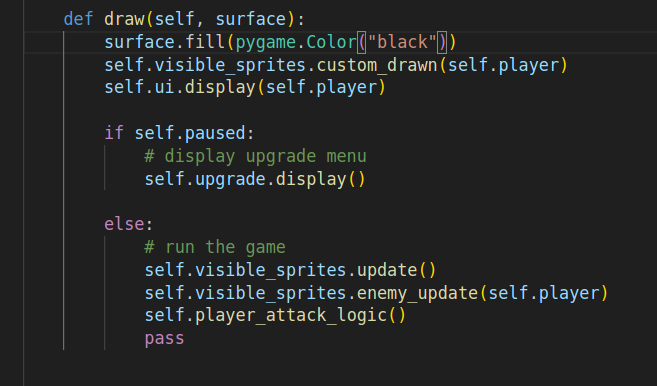 def draw(self, surface):
    surface.fill(pygame.Color("black"))
    self.visible_sprites.custom_drawn(self.player)
    self.ui.display(self.player)

    if self.paused:
        # display upgrade menu
        self.upgrade.display()

    else:
        # run the game
        self.visible_sprites.update()
        self.visible_sprites.enemy_update(self.player)
        self.player_attack_logic()
        pass